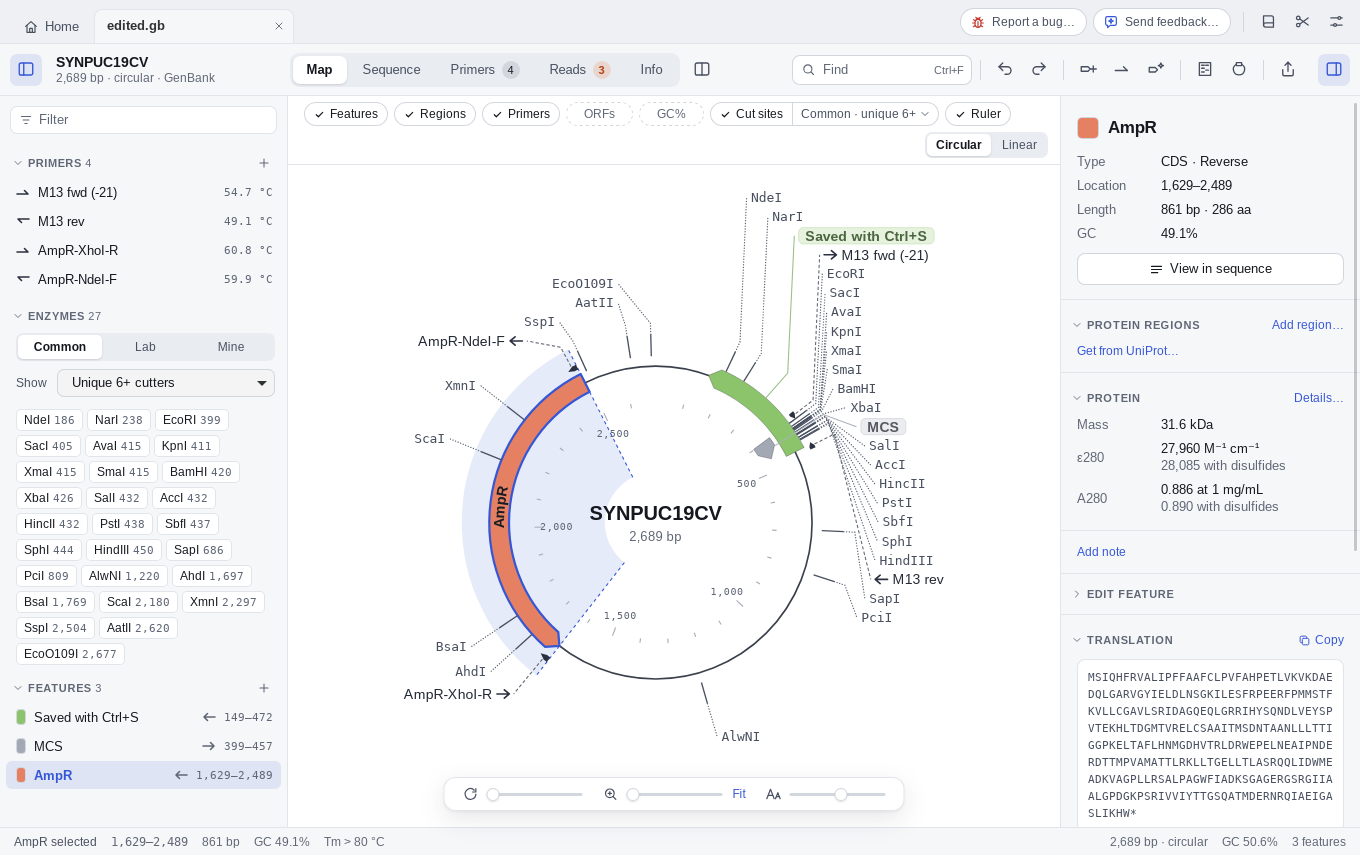 Home
edited.gb
Report a bug…
Send feedback…
SYNPUC19CV
2,689 bp · circular · GenBank
Map
Sequence
Primers 4
Reads 3
Info
Find
Ctrl+F
Filter
PRIMERS 4
M13 fwd (-21) 54.7 °C
M13 rev 49.1 °C
AmpR-XhoI-R 60.8 °C
AmpR-NdeI-F 59.9 °C
ENZYMES 27
Common
Lab
Mine
Show
Unique 6+ cutters
NdeI 186 NarI 238 EcoRI 399
SacI 405 AvaI 415 KpnI 411
XmaI 415 SmaI 415 BamHI 420
XbaI 426 SalI 432 AccI 432
HincII 432 PstI 438 SbfI 437
SphI 444 HindIII 450 SapI 686
PciI 809 AlwNI 1,220 AhdI 1,697
BsaI 1,769 ScaI 2,180 XmnI 2,297
SspI 2,504 AatII 2,620
EcoO109I 2,677
FEATURES 3
Saved with Ctrl+S 149–472
MCS 399–457
AmpR 1,629–2,489
Features
Regions
Primers
ORFs
GC%
Cut sites
Common · unique 6+
Ruler
Circular
Linear
NdeI
NarI
Saved with Ctrl+S
M13 fwd (-21)
EcoRI
SacI
AvaI
KpnI
XmaI
SmaI
BamHI
XbaI
MCS
SalI
AccI
HincII
PstI
SbfI
SphI
HindIII
M13 rev
SapI
PciI
AlwNI
EcoO109I
AatII
SspI
AmpR-NdeI-F
XmnI
ScaI
BsaI
AhdI
AmpR-XhoI-R
AmpR
2,500
500
2,000
1,000
1,500
SYNPUC19CV
2,689 bp
Fit
AmpR
Type CDS · Reverse
Location 1,629–2,489
Length 861 bp · 286 aa
GC 49.1%
View in sequence
PROTEIN REGIONS
Add region…
Get from UniProt…
PROTEIN
Details…
Mass 31.6 kDa
ε280 27,960 M⁻¹ cm⁻¹
28,085 with disulfides
A280 0.886 at 1 mg/mL
0.890 with disulfides
Add note
EDIT FEATURE
TRANSLATION
Copy
MSIQHFRVALIPFFAAFCLPVFAHPETLVKVKDAE
DQLGARVGYIELDLNSGKILESFRPEERFPMMSTF
KVLLCGAVLSRIDAGQEQLGRRIHYSQNDLVEYSP
VTEKHLTDGMTVRELCSAAITMSDNTAANLLLTTI
GGPKELTAFLHNMGDHVTRLDRWEPELNEAIPNDE
RDTTMPVAMATTLRKLLTGELLTLASRQQLIDWME
ADKVAGPLLRSALPAGWFIADKSGAGERGSRGIIA
ALGPDGKPSRIVVIYTTGSQATMDERNRQIAEIGA
SLIKHW*
AmpR selected
1,629–2,489
861 bp
GC 49.1%
Tm > 80 °C
2,689 bp · circular
GC 50.6%
3 features